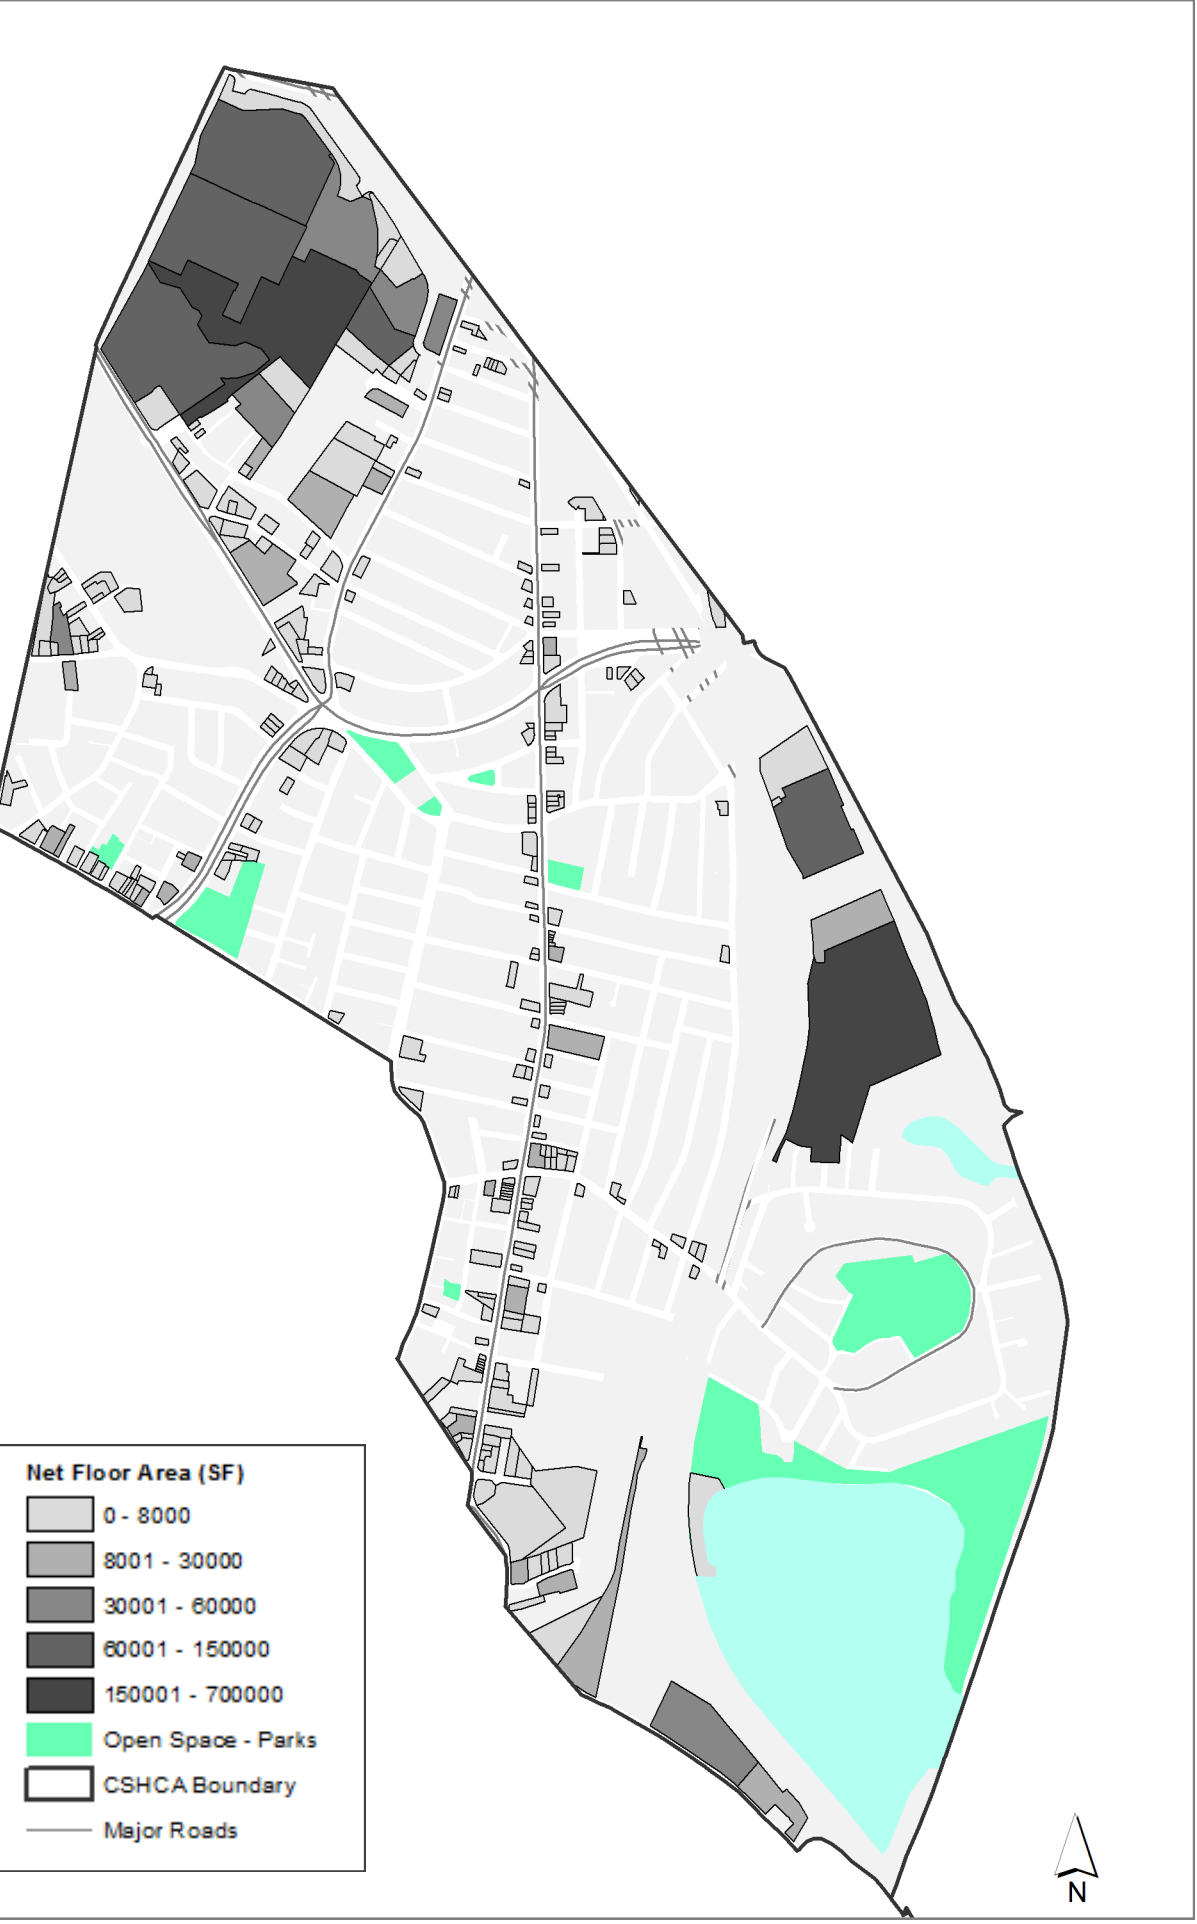 Net Floor Area (SF)
0 - 8000
8001 - 30000
30001 - 60000
60001 - 150000
150001 - 700000
Open Space - Parks
CSHCA Boundary
Major Roads
N